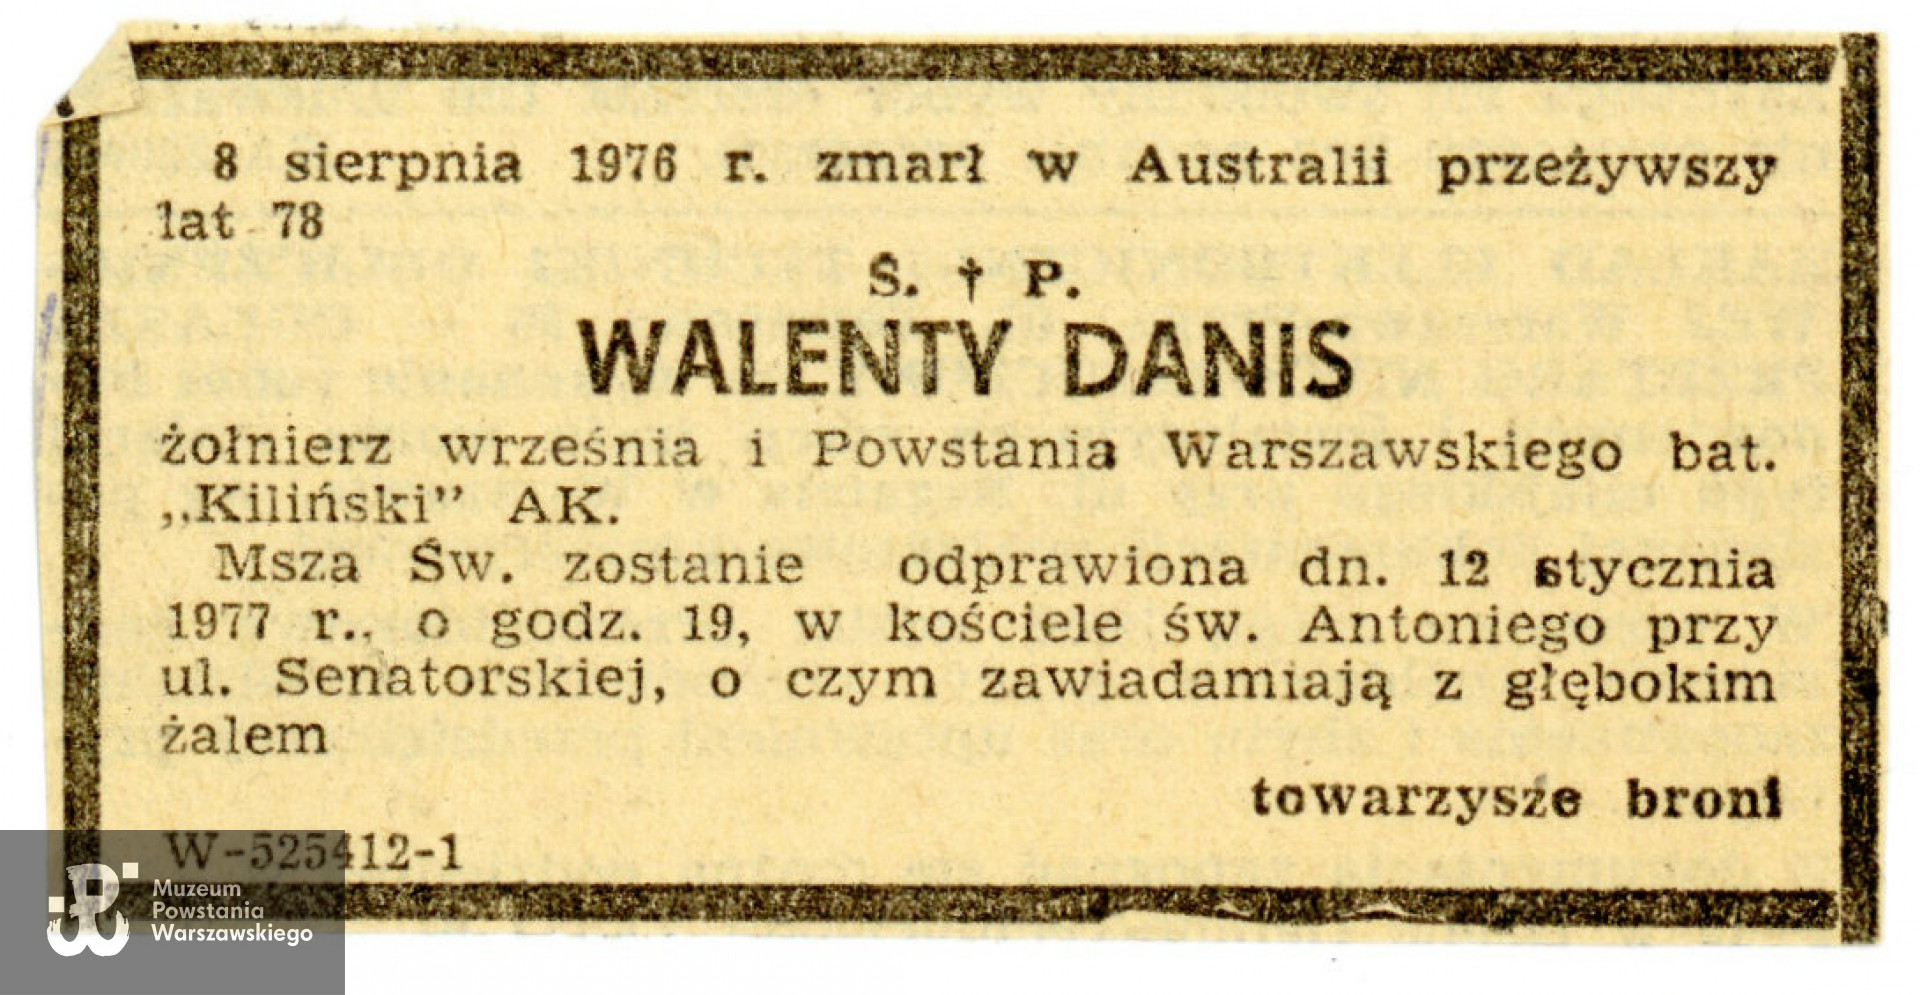 8 sierpnia 1976 r. zmarł w Australii przeżywszy
lat 78
Ś. † P.
WALENTY DANIS
żołnierz września i Powstania Warszawskiego bat.
„Kiliński” AK.
Msza Św. zostanie odprawiona dn. 12 stycznia
1977 r., o godz. 19, w kościele św. Antoniego przy
ul. Senatorskiej, o czym zawiadamiają z głębokim
żalem
towarzysze broni
W-525412-1
Muzeum
Powstania
Warszawskiego